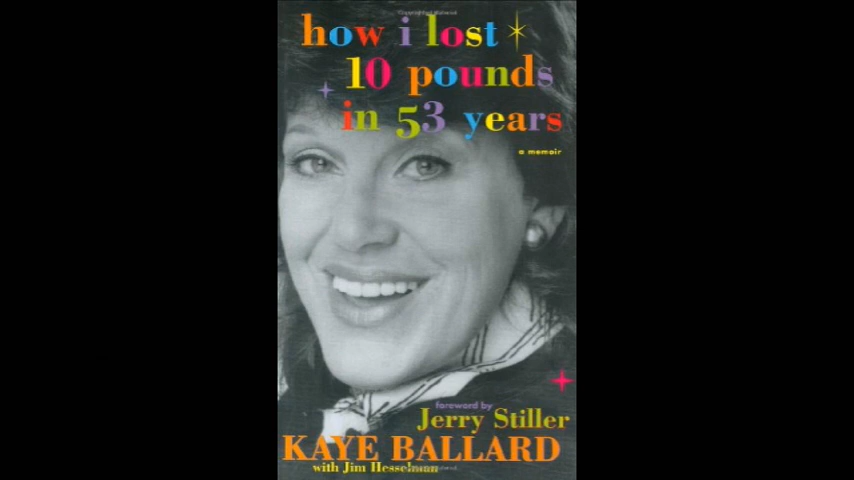 how i lost
10 pounds
in 53 years
a memoir
foreword by
Jerry Stiller
KAYE BALLARD
with Jim Hesselman